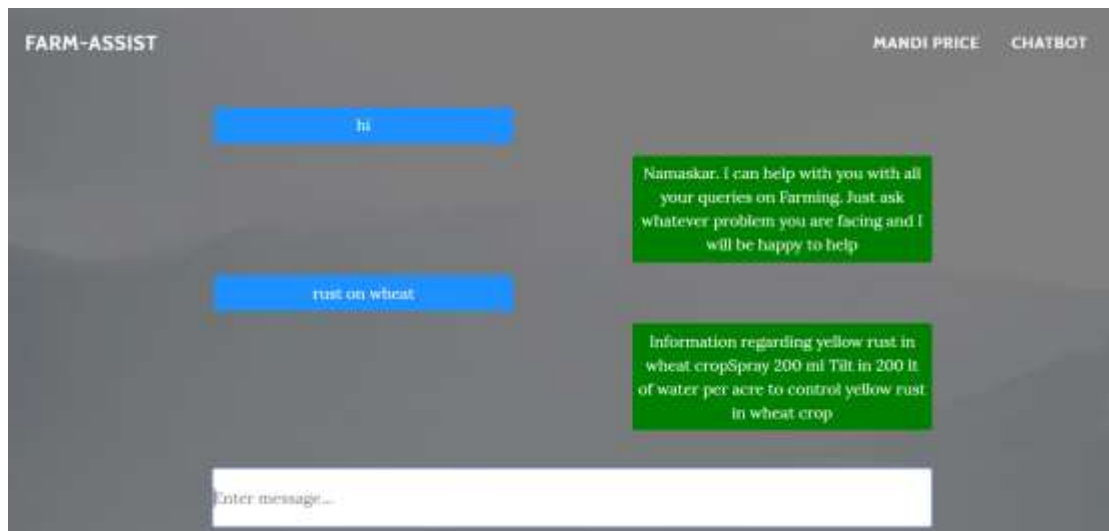 FARM-ASSIST
MANDI PRICE CHATBOT
hi
Namaskar. I can help with you with all
your queries on Farming. Just ask
whatever problem you are facing and I
will be happy to help
rust on wheat
Information regarding yellow rust in
wheat cropSpray 200 ml Tilt in 200 lt
of water per acre to control yellow rust
in wheat crop
Enter message...